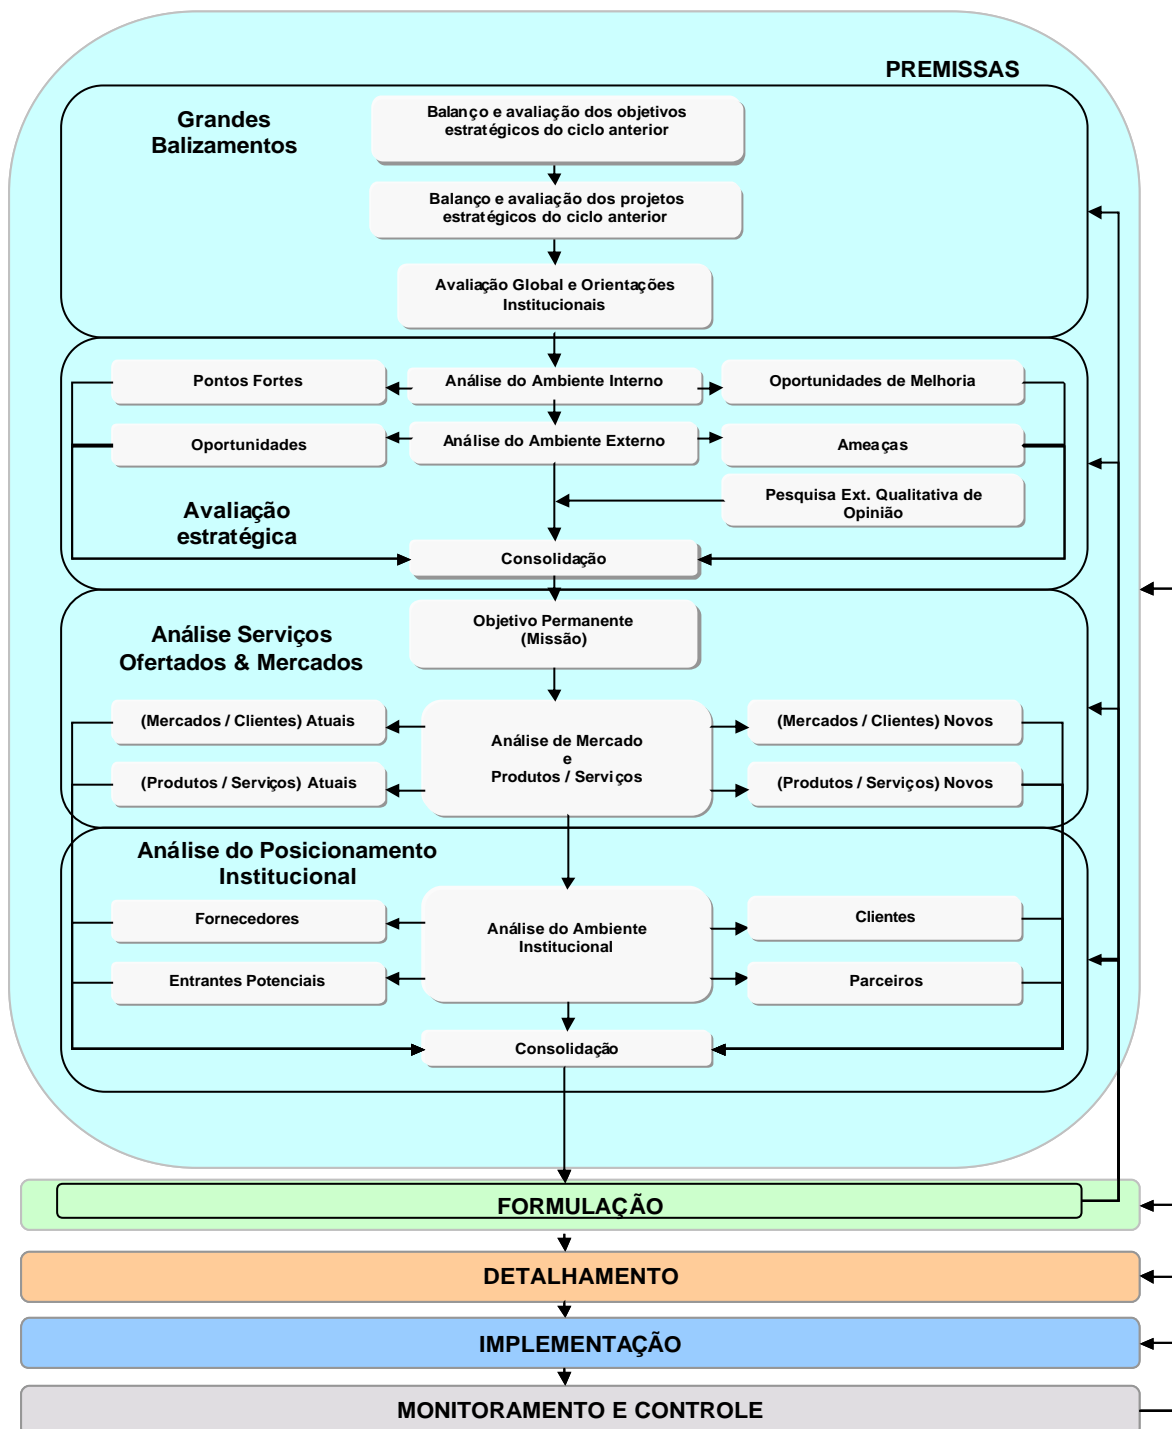 PREMISSAS
Grandes
Balizamentos
Balanço e avaliação dos objetivos
estratégicos do ciclo anterior
Balanço e avaliação dos projetos
estratégicos do ciclo anterior
Avaliação Global e Orientações
Institucionais
Pontos Fortes
Análise do Ambiente Interno
Oportunidades de Melhoria
Oportunidades
Análise do Ambiente Externo
Ameaças
Pesquisa Ext. Qualitativa de
Opinião
Avaliação
estratégica
Consolidação
Objetivo Permanente
(Missão)
Análise Serviços
Ofertados & Mercados
(Mercados / Clientes) Atuais
Análise de Mercado
e
Produtos / Serviços
(Mercados / Clientes) Novos
(Produtos / Serviços) Atuais
(Produtos / Serviços) Novos
Análise do Posicionamento
Institucional
Fornecedores
Análise do Ambiente
Institucional
Clientes
Entrantes Potenciais
Parceiros
Consolidação
FORMULAÇÃO
DETALHAMENTO
IMPLEMENTAÇÃO
MONITORAMENTO E CONTROLE